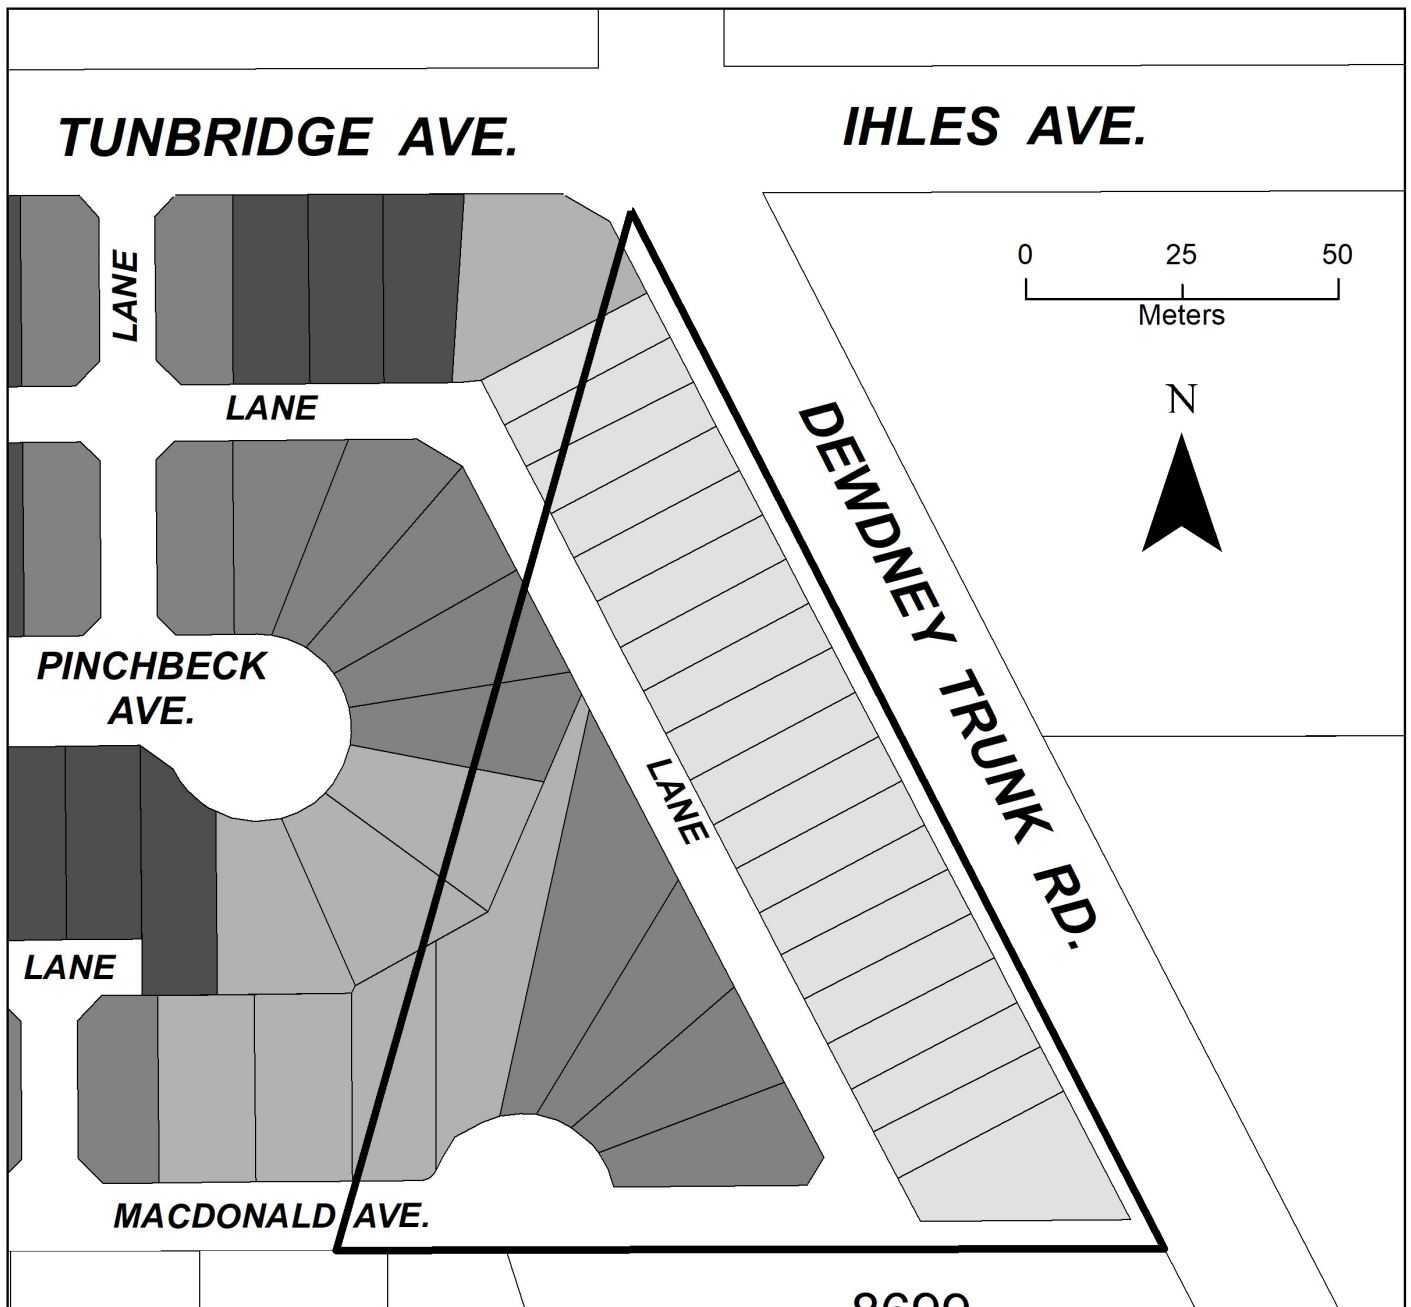 TUNBRIDGE AVE.
IHLES AVE.
LANE
0 25 50
Meters
LANE
N
DEWDNEY TRUNK RD.
PINCHBECK
AVE.
LANE
LANE
MACDONALD AVE.